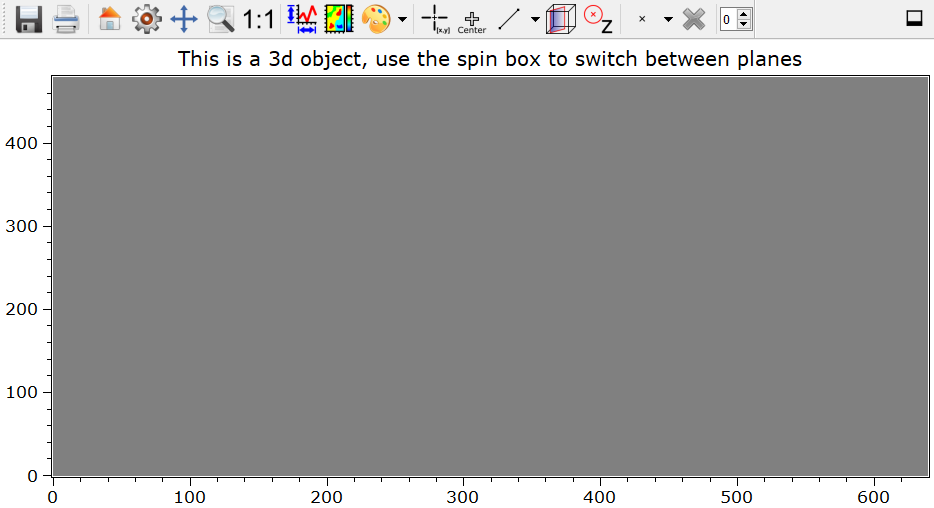 1:1
[x,y]
Center
Z
0
This is a 3d object, use the spin box to switch between planes
400
300
200
100
0
0 100 200 300 400 500 600